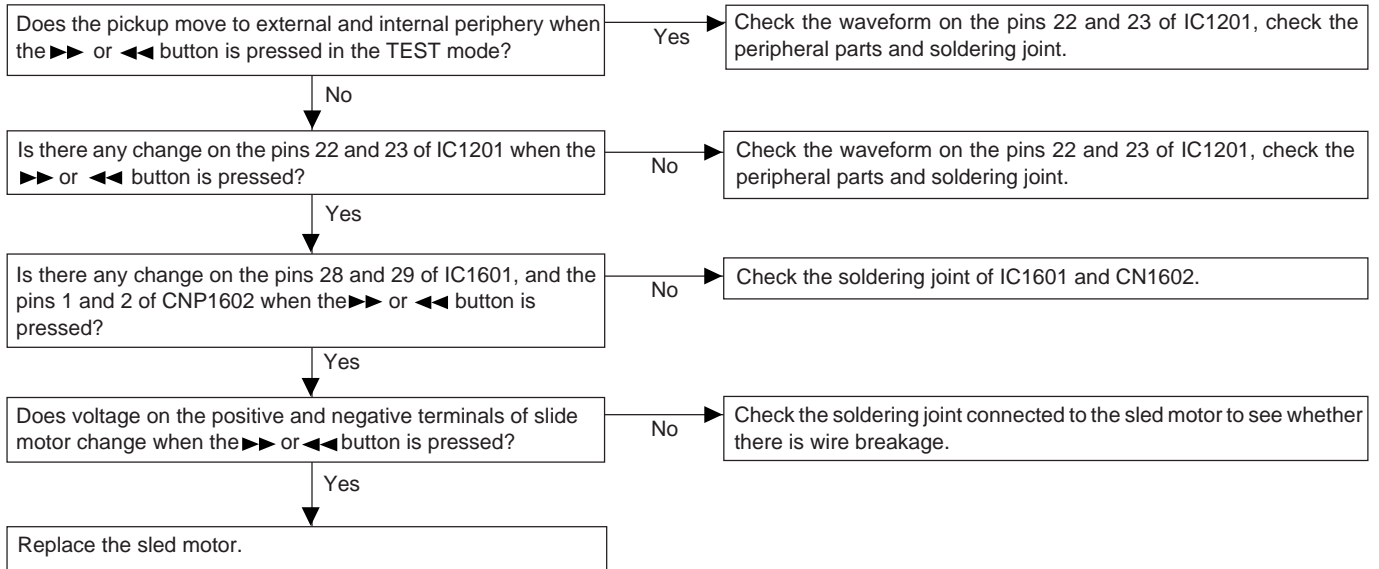 Does the pickup move to external and internal periphery when
the ►► or ◄◄ button is pressed in the TEST mode?
Yes
Check the waveform on the pins 22 and 23 of IC1201, check the
peripheral parts and soldering joint.
No
Is there any change on the pins 22 and 23 of IC1201 when the
►► or ◄◄ button is pressed?
No
Check the waveform on the pins 22 and 23 of IC1201, check the
peripheral parts and soldering joint.
Yes
Is there any change on the pins 28 and 29 of IC1601, and the
pins 1 and 2 of CNP1602 when the ►► or ◄◄ button is
pressed?
No
Check the soldering joint of IC1601 and CN1602.
Yes
Does voltage on the positive and negative terminals of slide
motor change when the ►► or ◄◄ button is pressed?
No
Check the soldering joint connected to the sled motor to see whether
there is wire breakage.
Yes
Replace the sled motor.